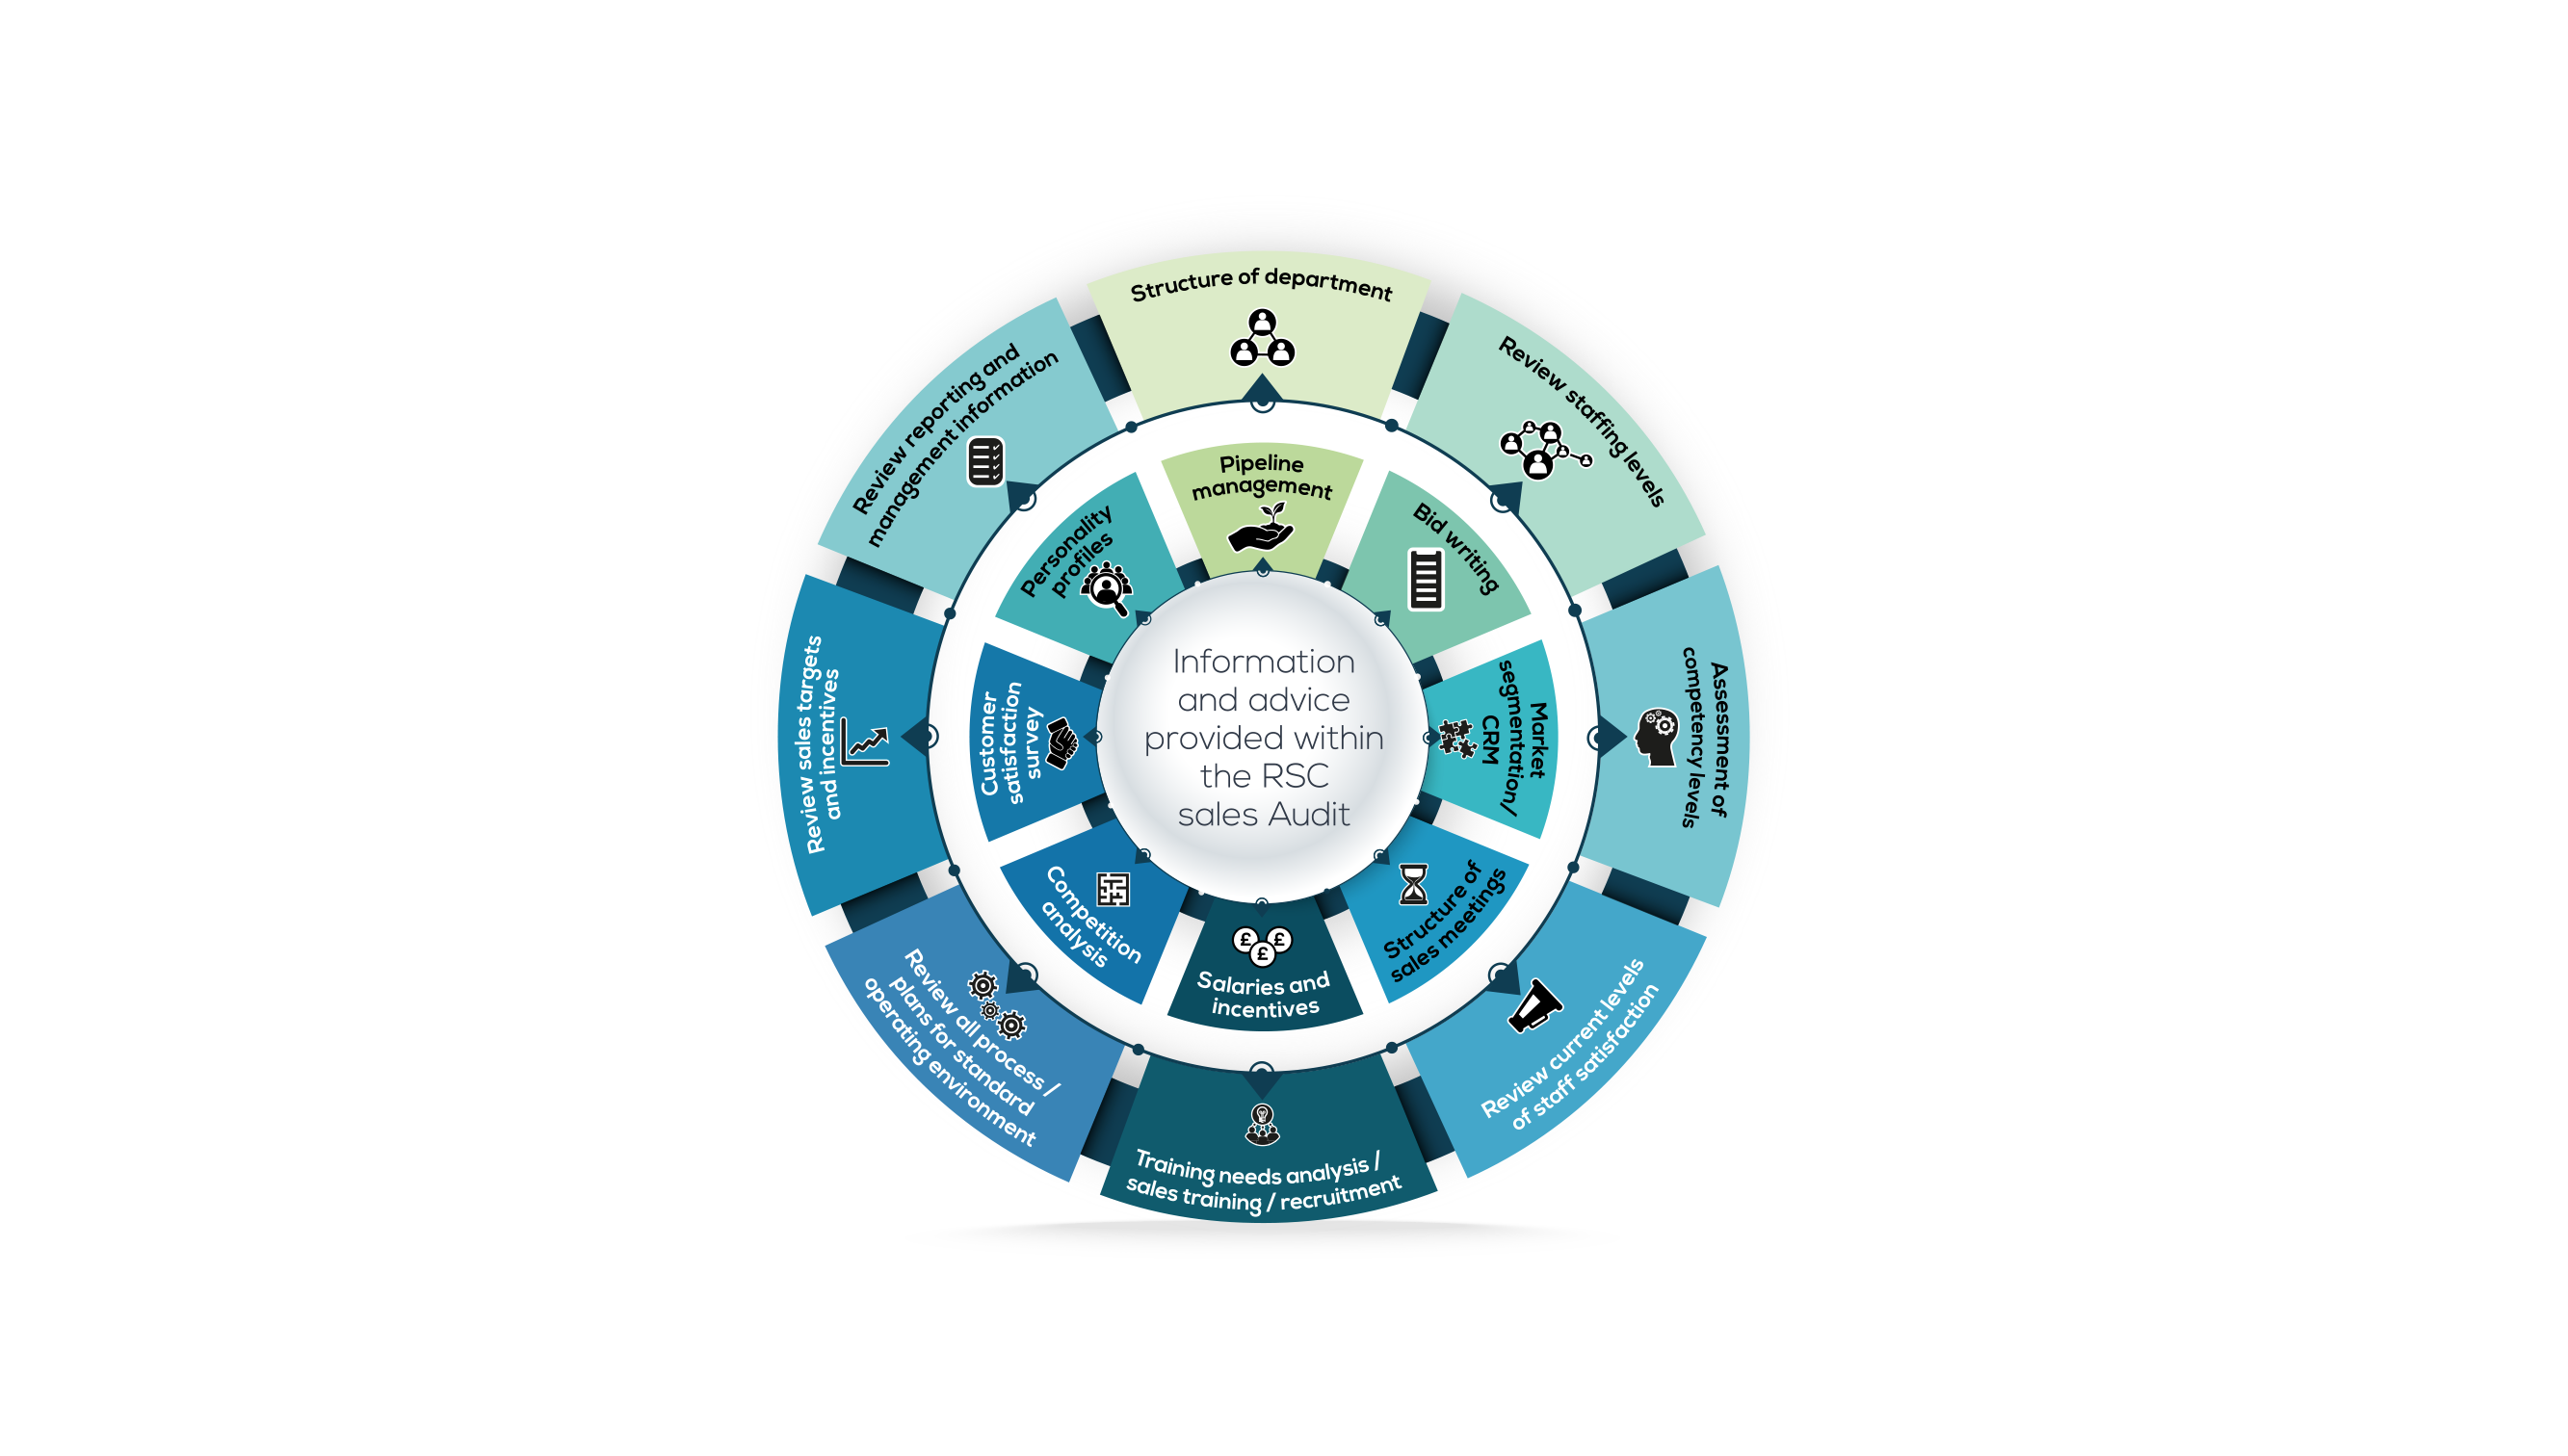 Structure of department
Review staffing levels
Assessment of
competency levels
Review current levels
of staff satisfaction
Training needs analysis /
sales training / recruitment
Review all process /
plans for standard
operating environment
Review sales targets
and incentives
Review reporting and
management information
Pipeline
management
Bid writing
Market
segmentation/
CRM
Structure of
sales meetings
£ £
£
Salaries and
incentives
Competition
analysis
Customer
satisfaction
survey
Personality
profiles
Information
and advice
provided within
the RSC
sales Audit